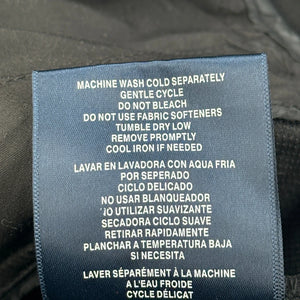 MACHINE WASH COLD SEPARATELY
GENTLE CYCLE
DO NOT BLEACH
DO NOT USE FABRIC SOFTENERS
TUMBLE DRY LOW
REMOVE PROMPTLY
COOL IRON IF NEEDED
LAVAR EN LAVADORA CON AQUA FRIA
POR SEPERADO
CICLO DELICADO
NO USAR BLANQUEADOR
'IO UTILIZAR SUAVIZANTE
SECADORA CICLO SUAVE
RETIRAR RAPIDAMENTE
PLANCHAR A TEMPERATURA BAJA
SI NECESITA
LAVER SÉPARÉMENT À LA MACHINE
A L'EAU FROIDE
CYCLE DÉLICAT